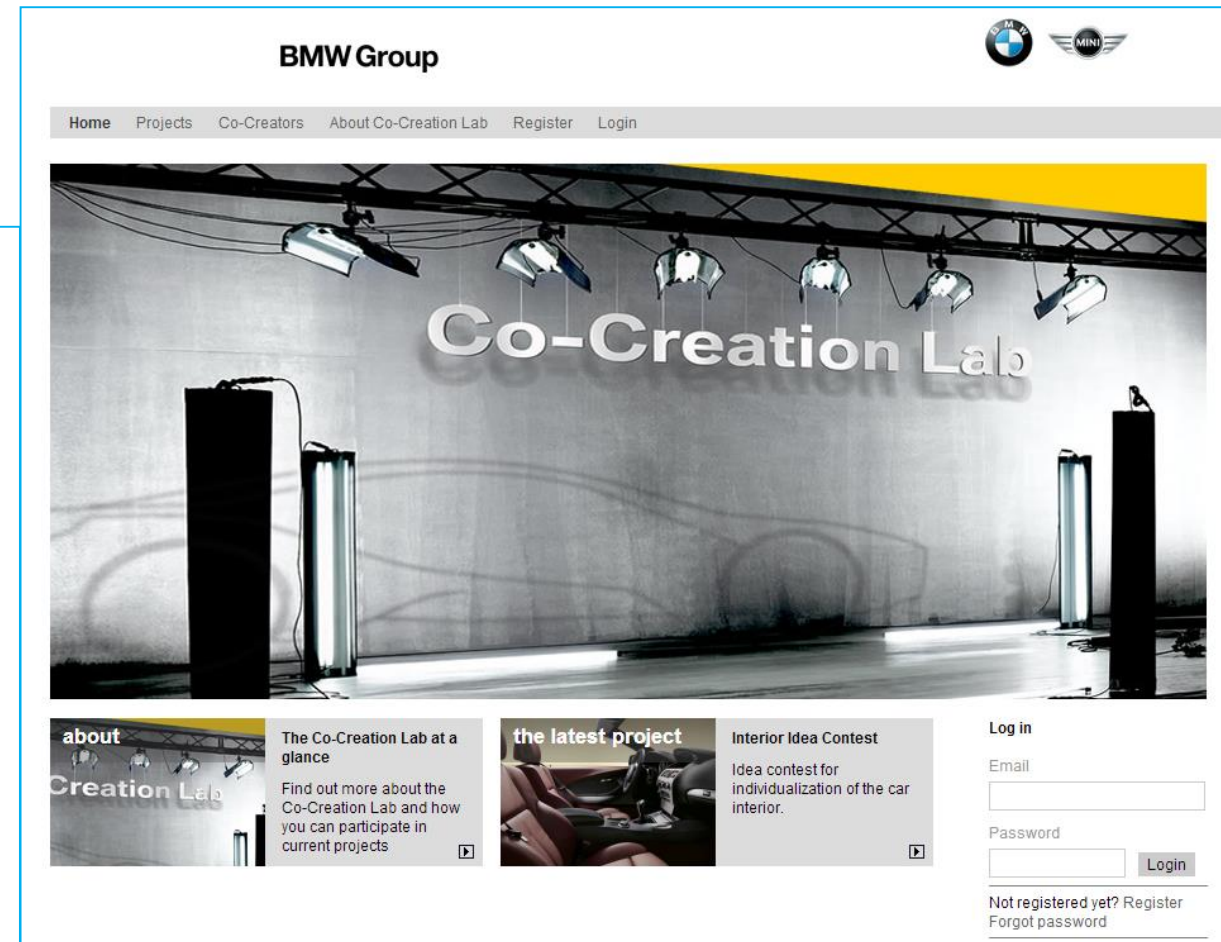 BMW Group
BMW
MINI
Home Projects Co-Creators About Co-Creation Lab Register Login
Co-Creation Lab
about
Creation Lab
The Co-Creation Lab at a
glance
Find out more about the
Co-Creation Lab and how
you can participate in
current projects
the latest project
Interior Idea Contest
Idea contest for
individualization of the car
interior.
Log in
Email
Password
Login
Not registered yet? Register
Forgot password